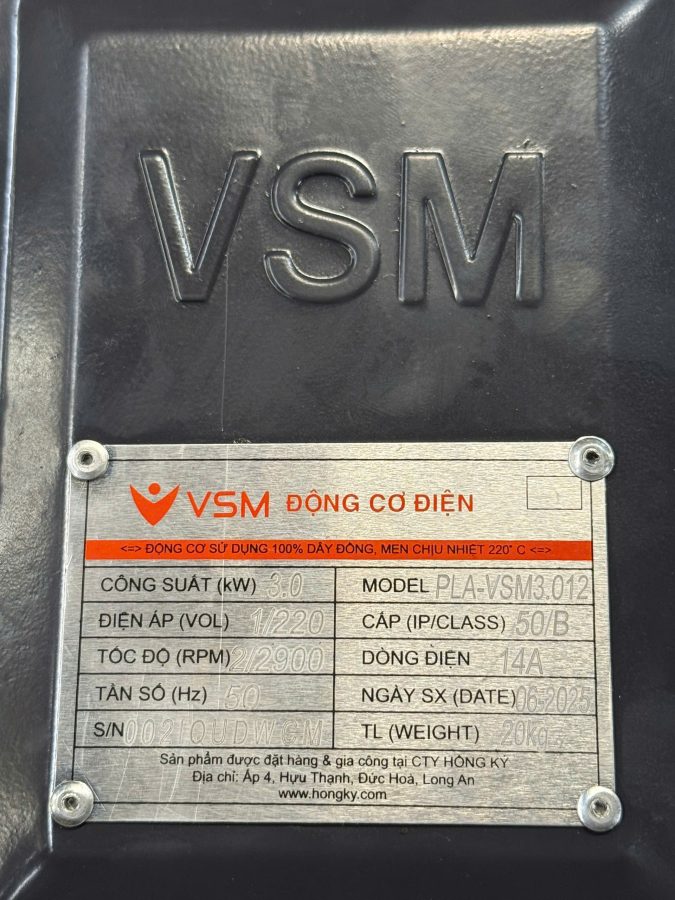 VSM
VSM ĐỘNG CƠ ĐIỆN
<=> ĐỘNG CƠ SỬ DỤNG 100% DÂY ĐỒNG, MEN CHỊU NHIỆT 220° C <=>
CÔNG SUẤT (kW) 3.0 MODEL PLA-VSM3.012
ĐIỆN ÁP (VOL) 1/220 CẤP (IP/CLASS) 50/B
TỐC ĐỘ (RPM) 2/2900 DÒNG ĐIỆN 14A
TẦN SỐ (Hz) 50 NGÀY SX (DATE) 06-2025
S/N TL (WEIGHT) 20kg
Sản phẩm được đặt hàng & gia công tại CTY HỒNG KÝ
Địa chỉ: Ấp 4, Hựu Thạnh, Đức Hoà, Long An
www.hongky.com